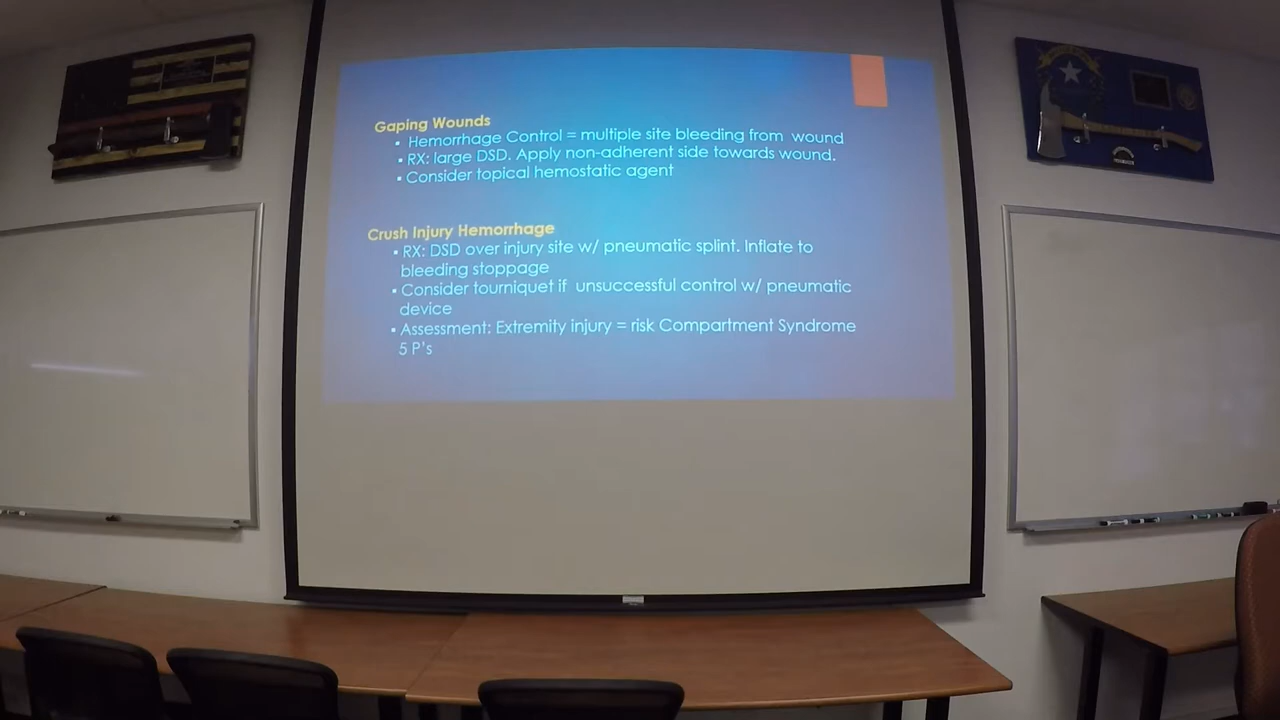 Gaping Wounds
▪ Hemorrhage Control = multiple site bleeding from wound
▪ RX: large DSD. Apply non-adherent side towards wound.
▪ Consider topical hemostatic agent
Crush Injury Hemorrhage
▪ RX: DSD over injury site w/ pneumatic splint. Inflate to
bleeding stoppage
▪ Consider tourniquet if unsuccessful control w/ pneumatic
device
▪ Assessment: Extremity injury = risk Compartment Syndrome
5 P's